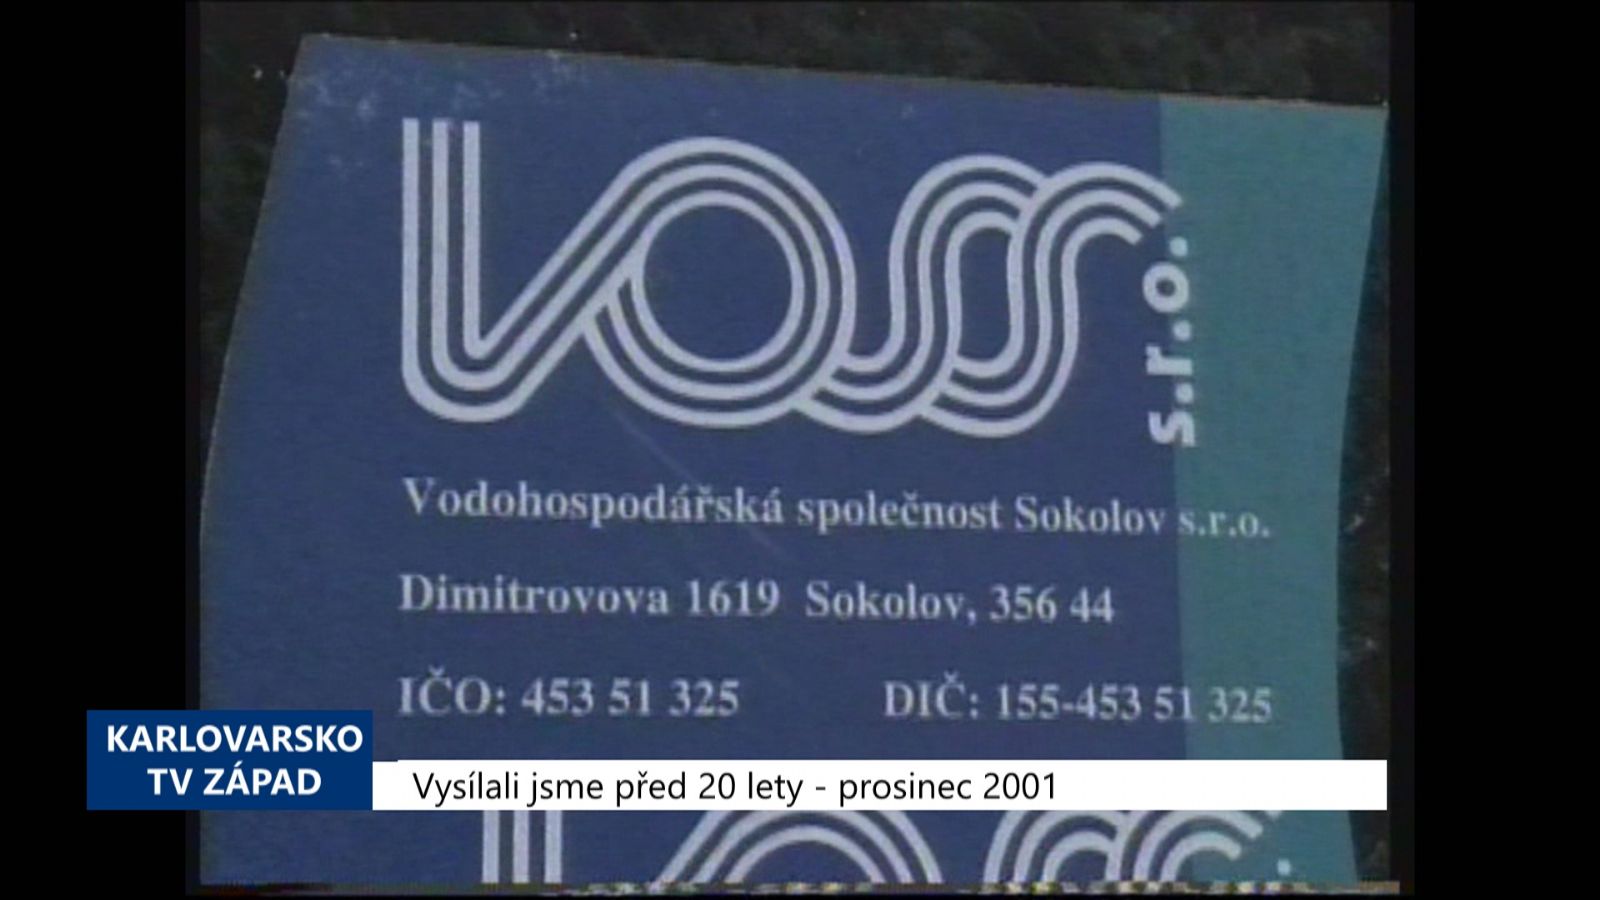 VOSS
s.r.o.
Vodohospodářská společnost Sokolov s.r.o.
Dimitrovova 1619 Sokolov, 356 44
IČO: 453 51 325 DIČ: 155-453 51 325
KARLOVARSKO
TV ZÁPAD
Vysílali jsme před 20 lety - prosinec 2001